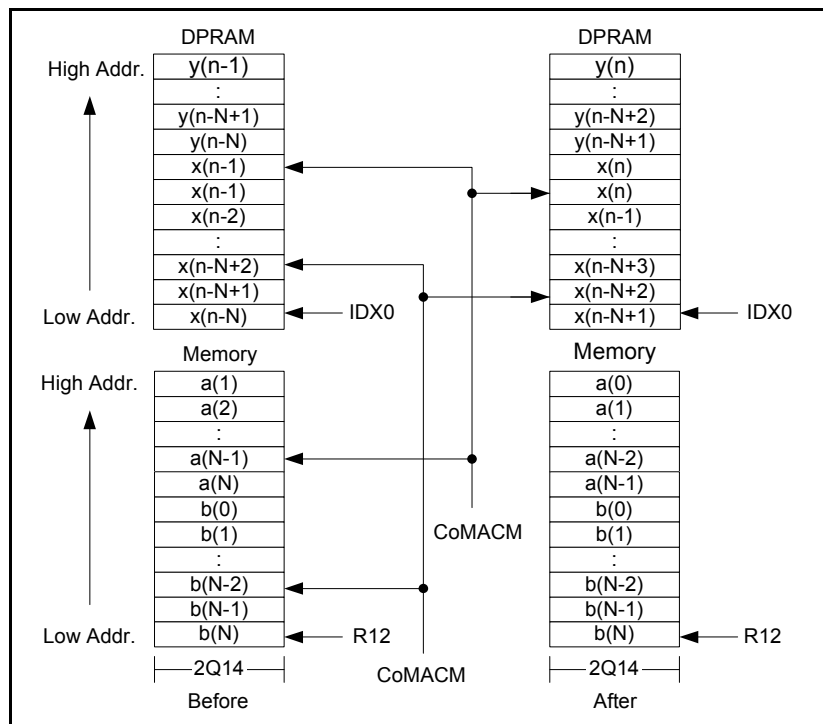 DPRAM
High Addr.
y(n-1)
:
y(n-N+1)
y(n-N)
x(n-1)
x(n-1)
x(n-2)
:
x(n-N+2)
x(n-N+1)
Low Addr.
x(n-N)
IDX0
DPRAM
y(n)
:
y(n-N+2)
y(n-N+1)
x(n)
x(n)
x(n-1)
:
x(n-N+3)
x(n-N+2)
x(n-N+1)
IDX0
Memory
High Addr.
a(1)
a(2)
:
a(N-1)
a(N)
b(0)
b(1)
:
b(N-2)
b(N-1)
Low Addr.
b(N)
R12
2Q14
Before
CoMACM
CoMACM
Memory
a(0)
a(1)
:
a(N-2)
a(N-1)
b(0)
b(1)
:
b(N-2)
b(N-1)
b(N)
R12
2Q14
After